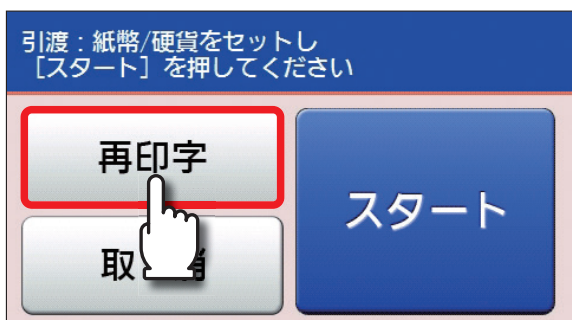 引渡：紙幣/硬貨をセットし
［スタート］を押してください
再印字
スタート
取
消